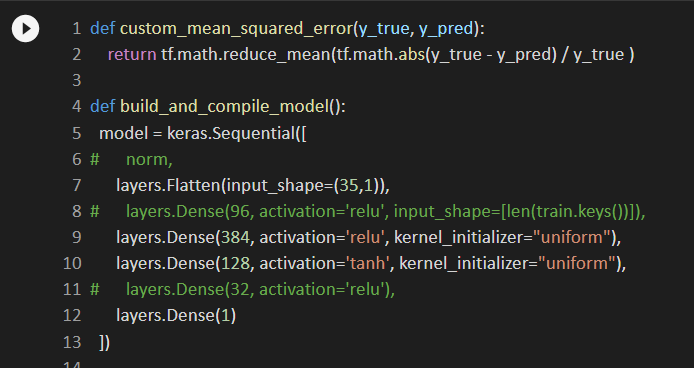 1 def custom_mean_squared_error(y_true, y_pred):
2   return tf.math.reduce_mean(tf.math.abs(y_true - y_pred) / y_true )
3
4 def build_and_compile_model():
5   model = keras.Sequential([
6 #     norm,
7     layers.Flatten(input_shape=(35,1)),
8 #     layers.Dense(96, activation='relu', input_shape=[len(train.keys())]),
9     layers.Dense(384, activation='relu', kernel_initializer="uniform"),
10     layers.Dense(128, activation='tanh', kernel_initializer="uniform"),
11 #     layers.Dense(32, activation='relu'),
12     layers.Dense(1)
13   ])
14